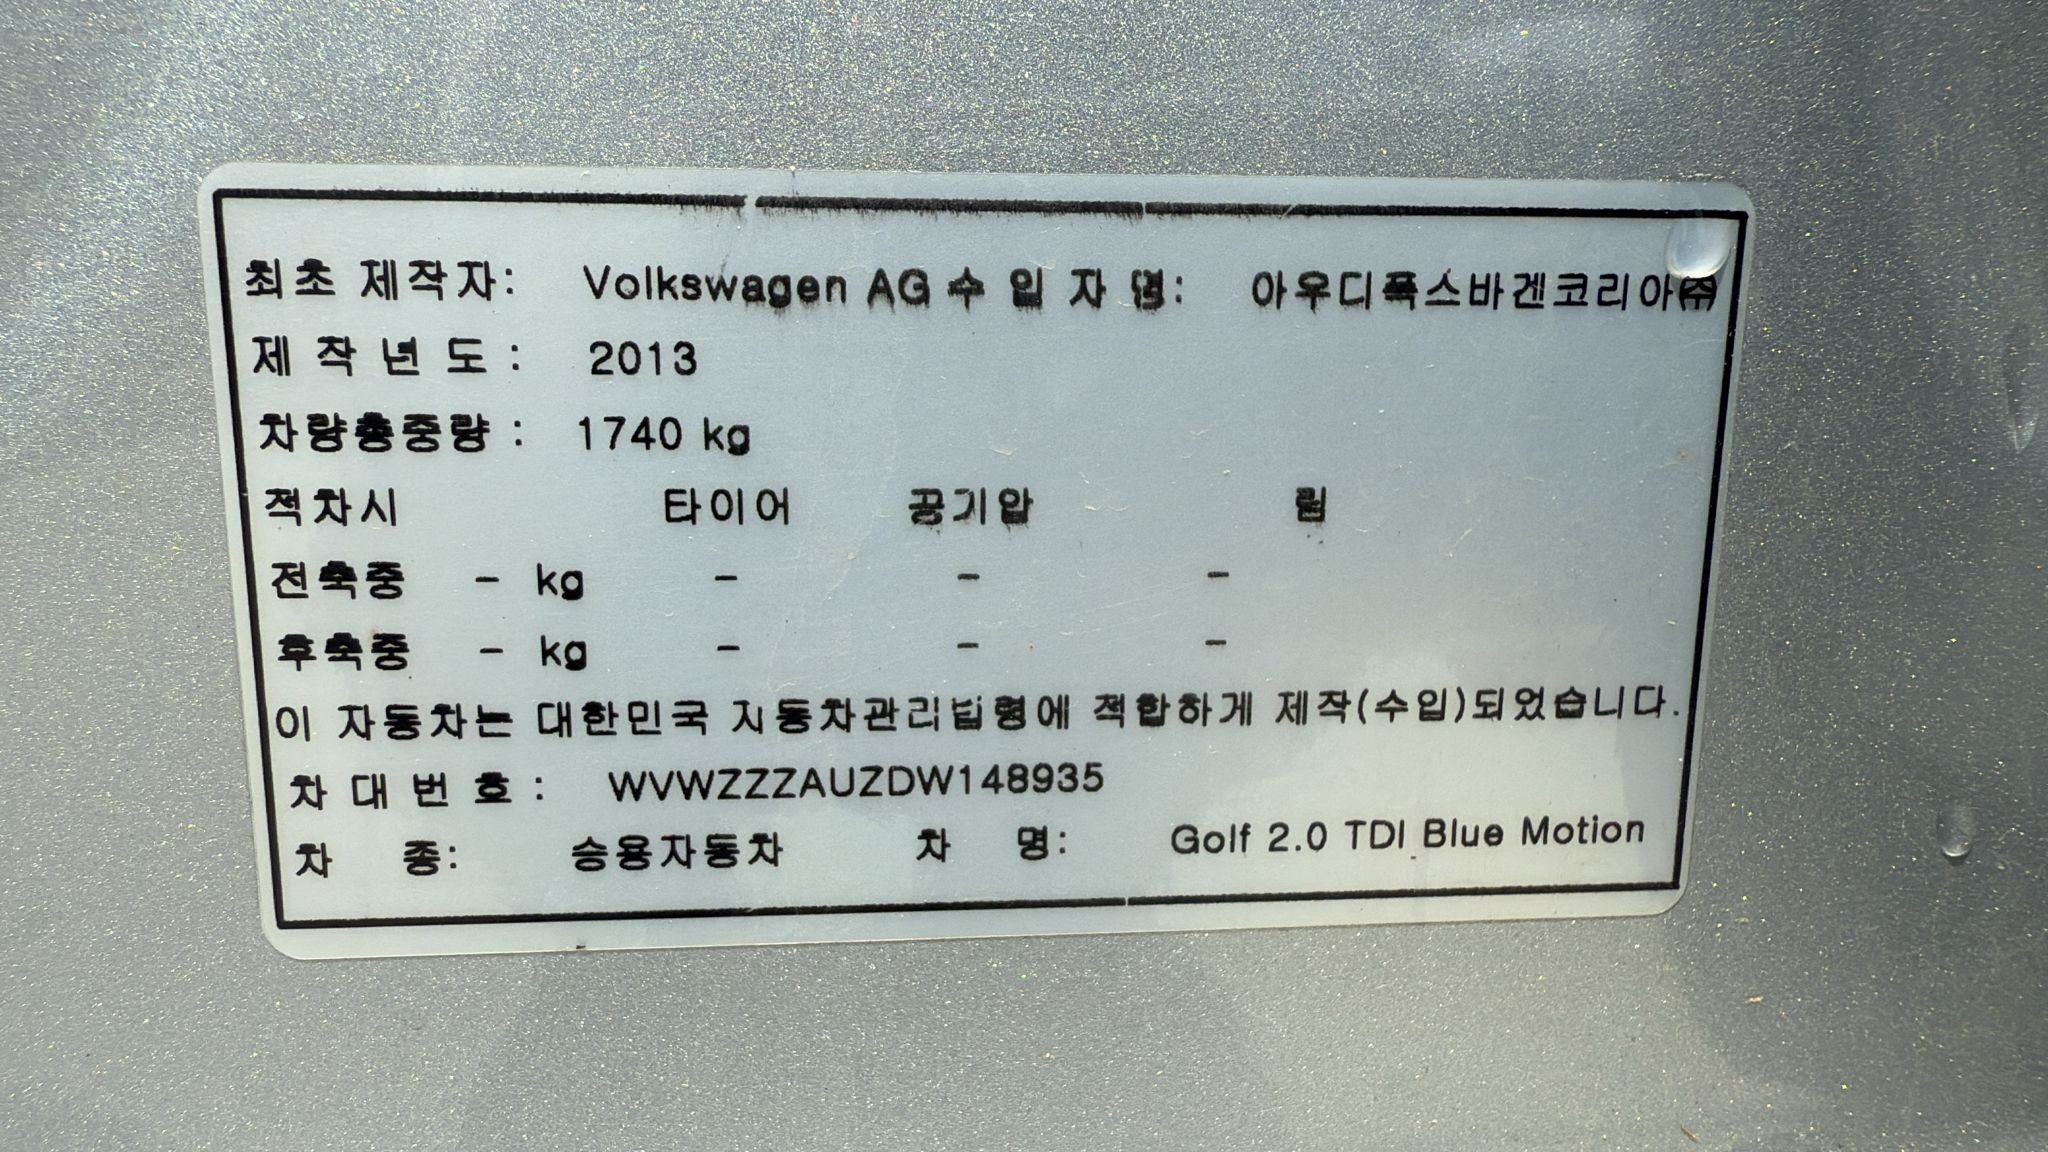 최초 제작자: Volkswagen AG 수 입 자 명: 아우디폭스바겐코리아㈜
제 작 년 도 : 2013
차량총중량 : 1740 kg
적차시 타이어 공기압 림
전축중 - kg - - -
후축중 - kg - - -
이 자동차는 대한민국 자동차관리법령에 적합하게 제작(수입)되었습니다.
차 대 번 호 : WVWZZZAUZDW148935
차 종: 승용자동차 차 명: Golf 2.0 TDI Blue Motion